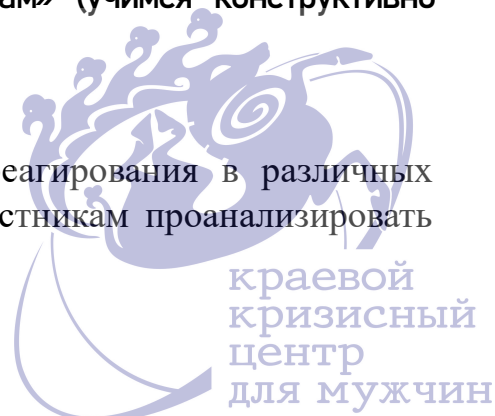 ам» (учимся конструктивно
еагирования в различных
стникам проанализировать
краевой
кризисный
центр
для мужчин